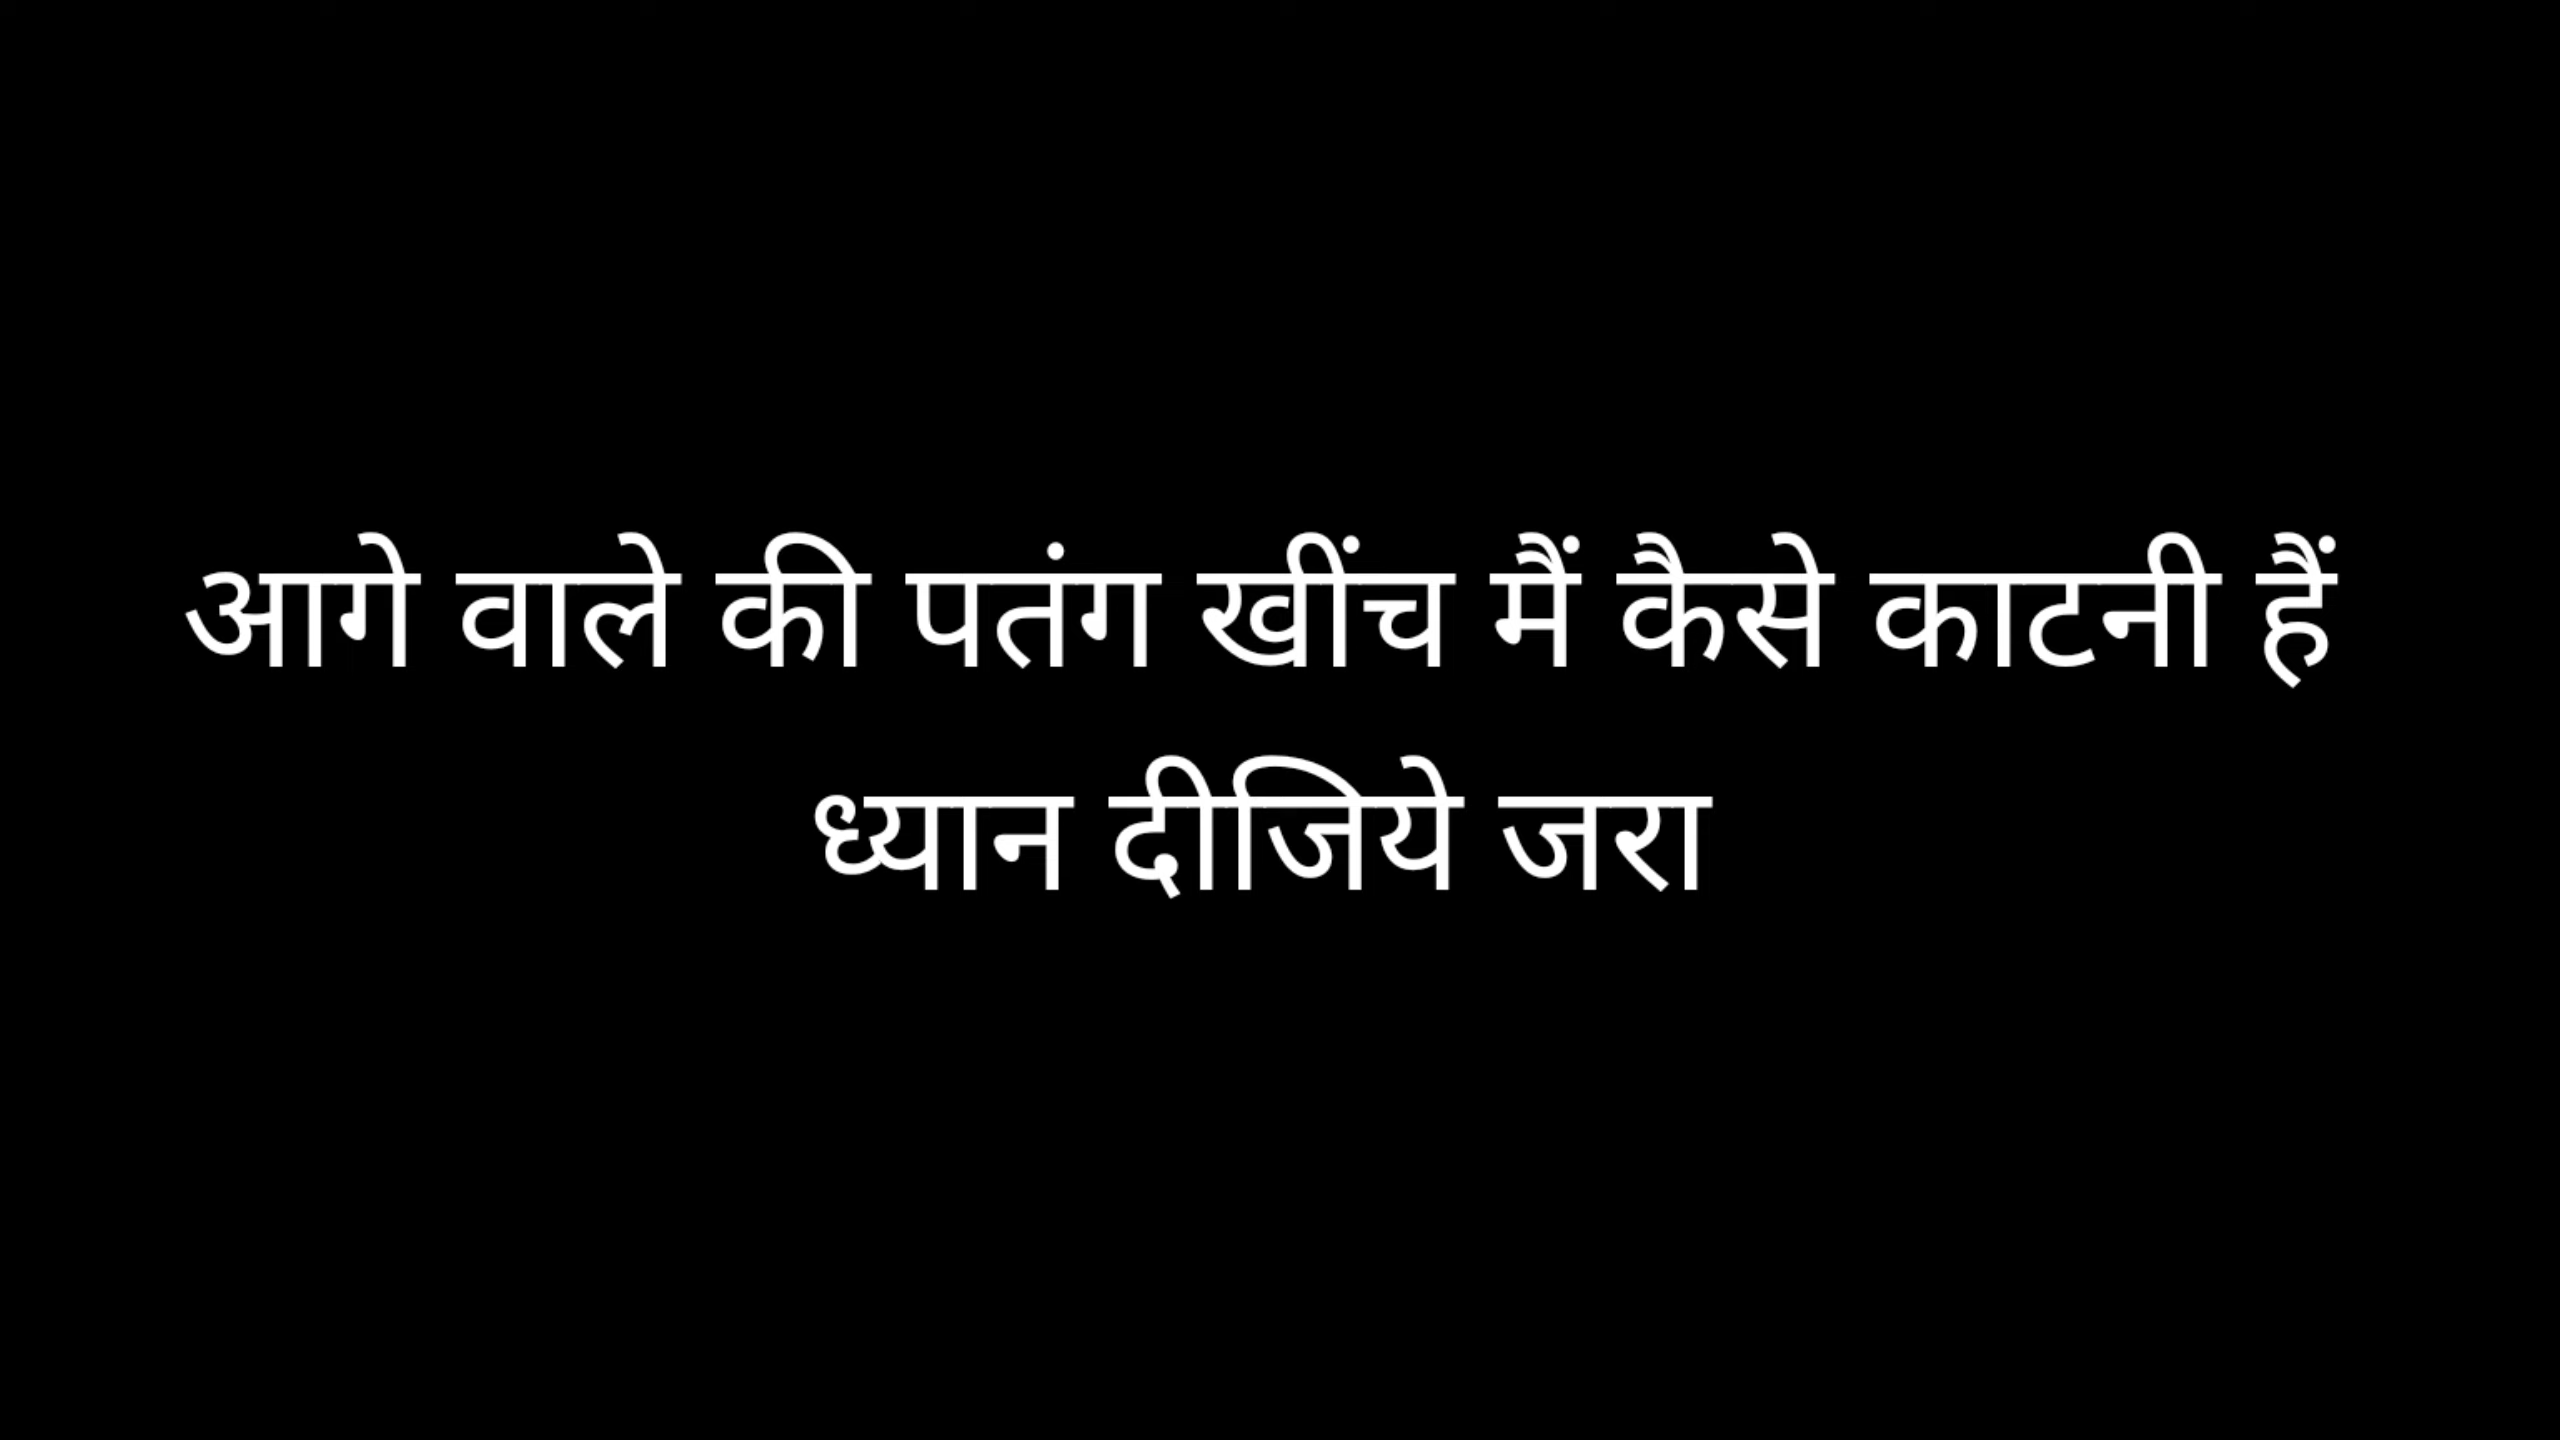 आगे वाले की पतंग खींच मैं कैसे काटनी हैं
ध्यान दीजिये जरा